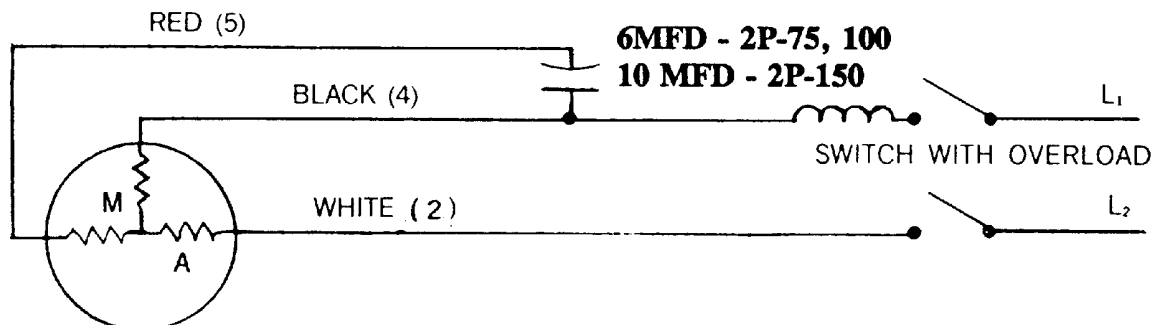 RED (5)
6MFD - 2P-75, 100
10 MFD - 2P-150
BLACK (4)
L₁
SWITCH WITH OVERLOAD
M
WHITE (2)
L₂
A